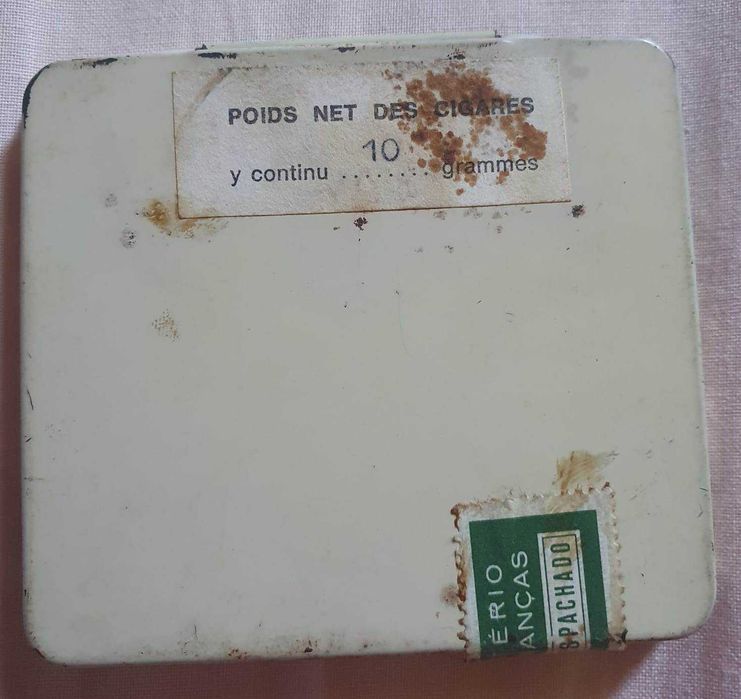 POIDS NET DES CIGARES
y continu ........ 10 grammes
ÉRIO
ANÇAS
PACHADO